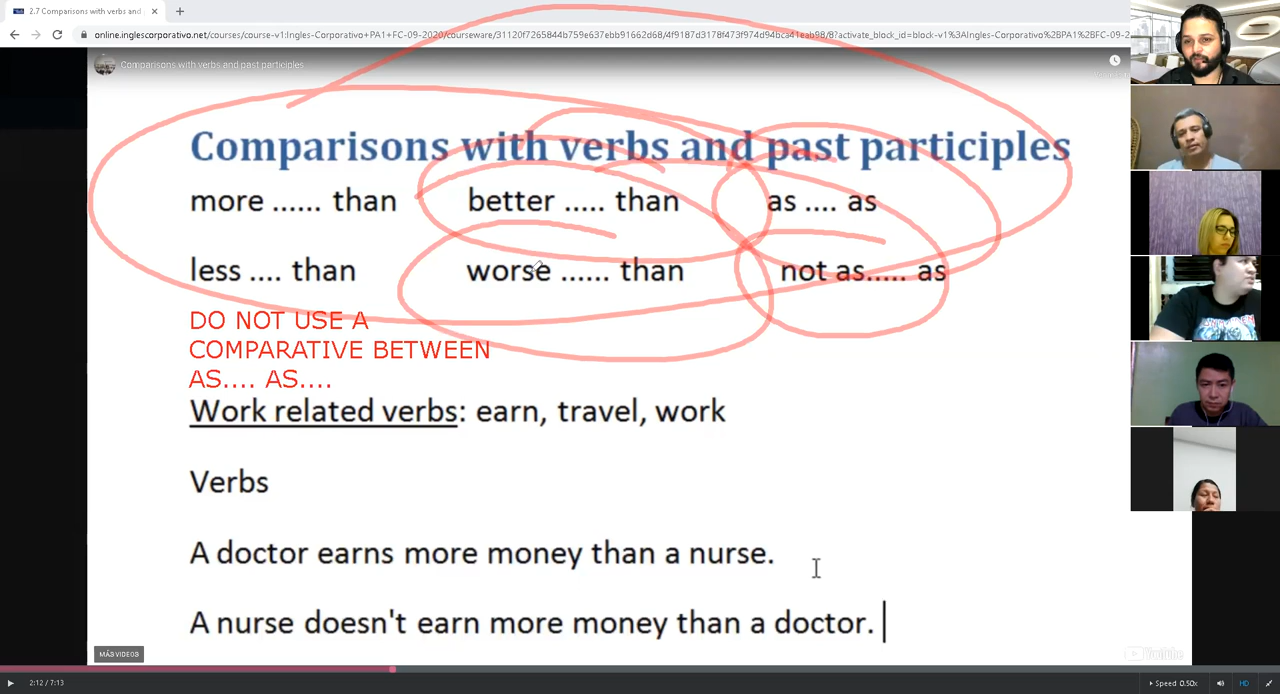 2.7 Comparisons with verbs and
online.inglescorporativo.net/courses/course-v1:Ingles-Corporativo+PA1+FC-09-2020/courseware/31120f7265844b759e637ebb91662d68/4f9187d3178f473f974d94bca41eab98/8?activate_block_id=block-v1%3AIngles-Corporativo%2BPA1%2BFC-09-2
Comparisons with verbs and past participles
Comparisons with verbs and past participles
more ...... than better ..... than as .... as
less .... than worse ...... than not as..... as
DO NOT USE A
COMPARATIVE BETWEEN
AS.... AS....
Work related verbs: earn, travel, work
Verbs
A doctor earns more money than a nurse.
A nurse doesn't earn more money than a doctor.
MÁS VIDEOS
YouTube
2:12 / 7:13
Speed 0.50x
HD